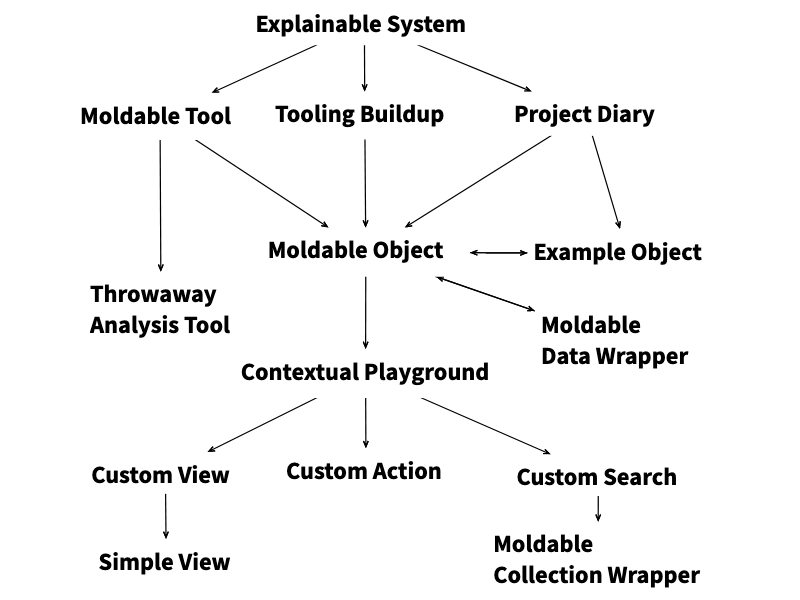 Explainable System
Moldable Tool
Tooling Buildup
Project Diary
Moldable Object
Example Object
Throwaway
Analysis Tool
Moldable
Data Wrapper
Contextual Playground
Custom View
Custom Action
Custom Search
Simple View
Moldable
Collection Wrapper